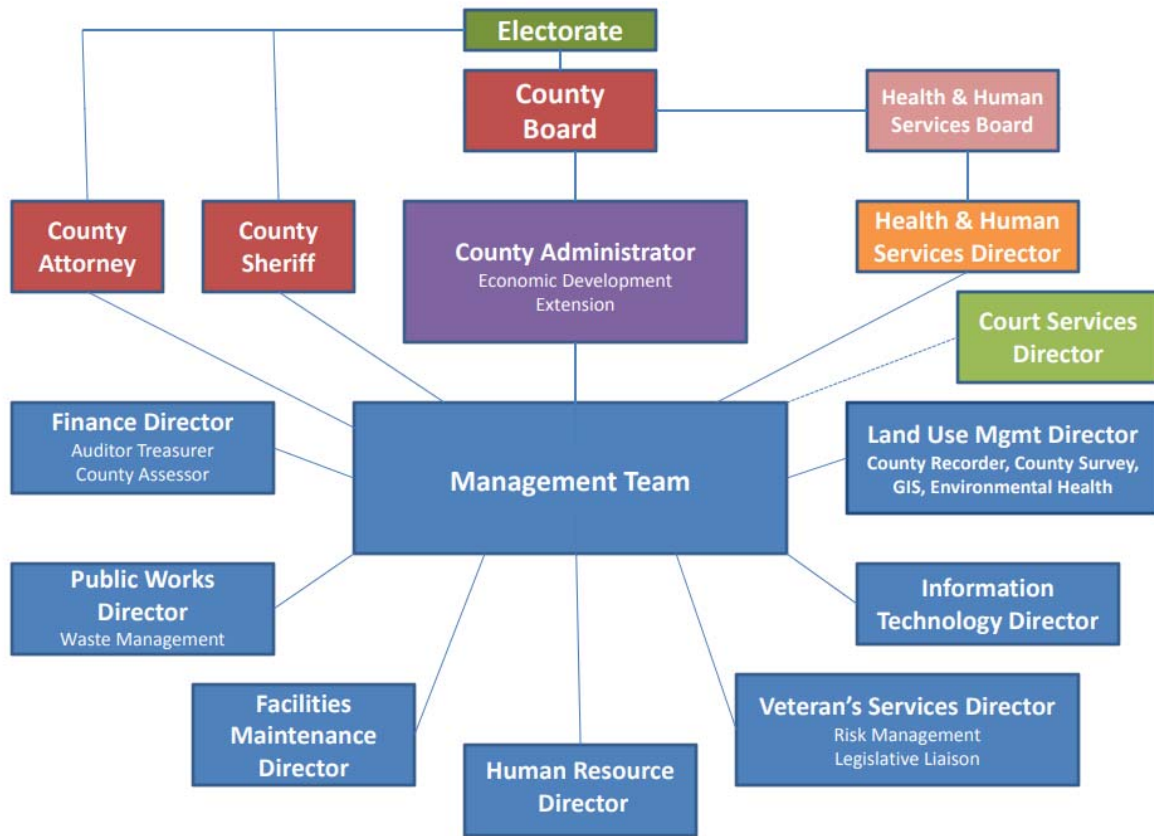 Electorate
County
Board
Health & Human
Services Board
County
Attorney
County
Sheriff
County Administrator
Economic Development
Extension
Health & Human
Services Director
Court Services
Director
Finance Director
Auditor Treasurer
County Assessor
Management Team
Land Use Mgmt Director
County Recorder, County Survey,
GIS, Environmental Health
Public Works
Director
Waste Management
Information
Technology Director
Facilities
Maintenance
Director
Human Resource
Director
Veteran’s Services Director
Risk Management
Legislative Liaison